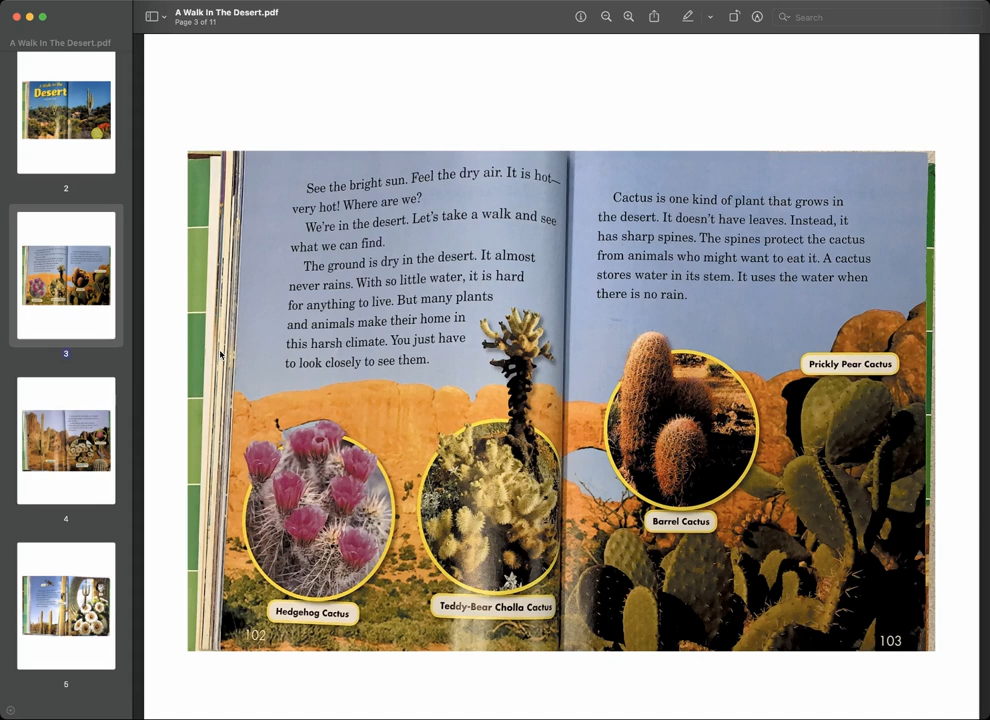 A Walk In The Desert.pdf
Page 3 of 11
Search
A Walk In The Desert.pdf
A Walk in the
Desert
2
3
4
5
See the bright sun. Feel the dry air. It is hot—
very hot! Where are we?
We're in the desert. Let's take a walk and see
what we can find.
The ground is dry in the desert. It almost
never rains. With so little water, it is hard
for anything to live. But many plants
and animals make their home in
this harsh climate. You just have
to look closely to see them.
Hedgehog Cactus
Teddy-Bear Cholla Cactus
102
Cactus is one kind of plant that grows in
the desert. It doesn't have leaves. Instead, it
has sharp spines. The spines protect the cactus
from animals who might want to eat it. A cactus
stores water in its stem. It uses the water when
there is no rain.
Prickly Pear Cactus
Barrel Cactus
103